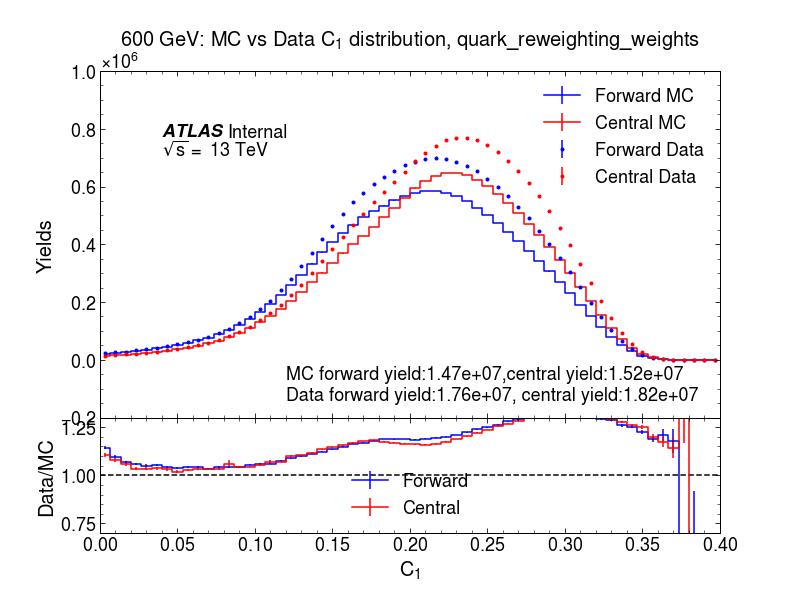 600 GeV: MC vs Data C₁ distribution, quark_reweighting_weights
×10⁶
1.0
0.8
0.6
0.4
0.2
0.0
Yields
ATLAS Internal
√s = 13 TeV
Forward MC
Central MC
Forward Data
Central Data
MC forward yield:1.47e+07,central yield:1.52e+07
Data forward yield:1.76e+07, central yield:1.82e+07
0.2
1.25
1.00
0.75
Data/MC
Forward
Central
0.00 0.05 0.10 0.15 0.20 0.25 0.30 0.35 0.40
C₁